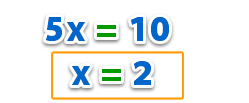 5x = 10
x = 2